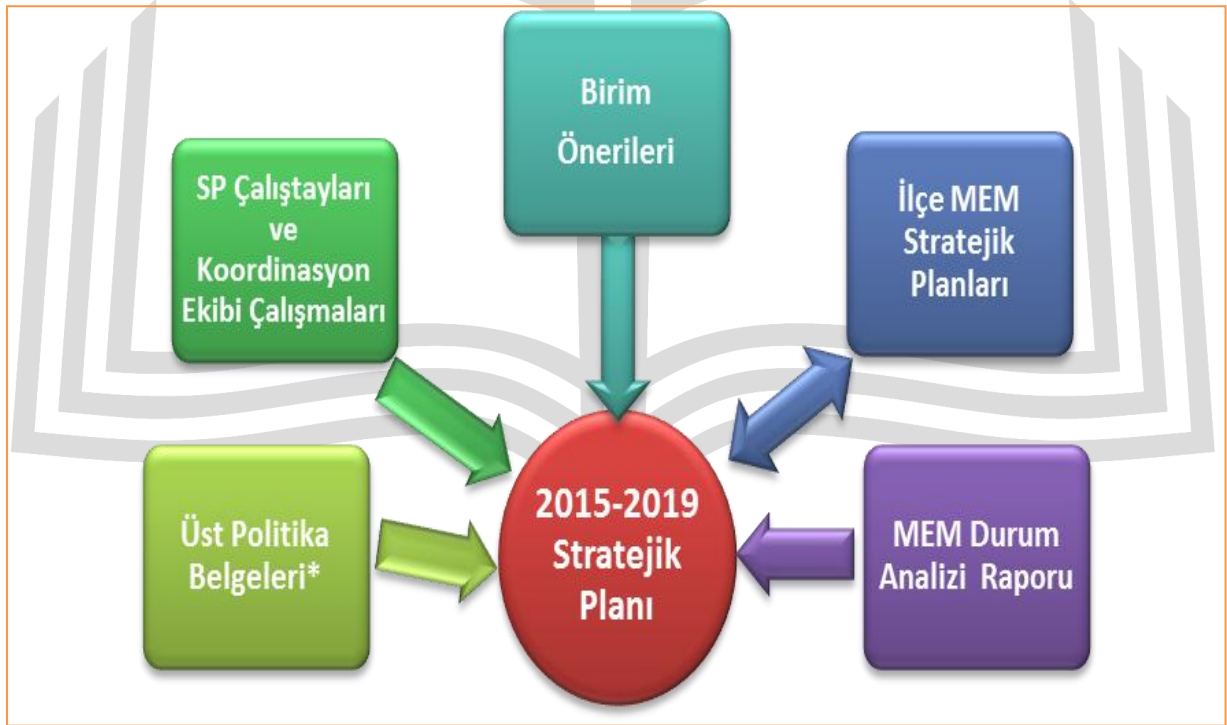 Birim
Önerileri
SP Çalıştayları
ve
Koordinasyon
Ekibi Çalışmaları
İlçe MEM
Stratejik
Planları
Üst Politika
Belgeleri*
2015-2019
Stratejik
Planı
MEM Durum
Analizi Raporu